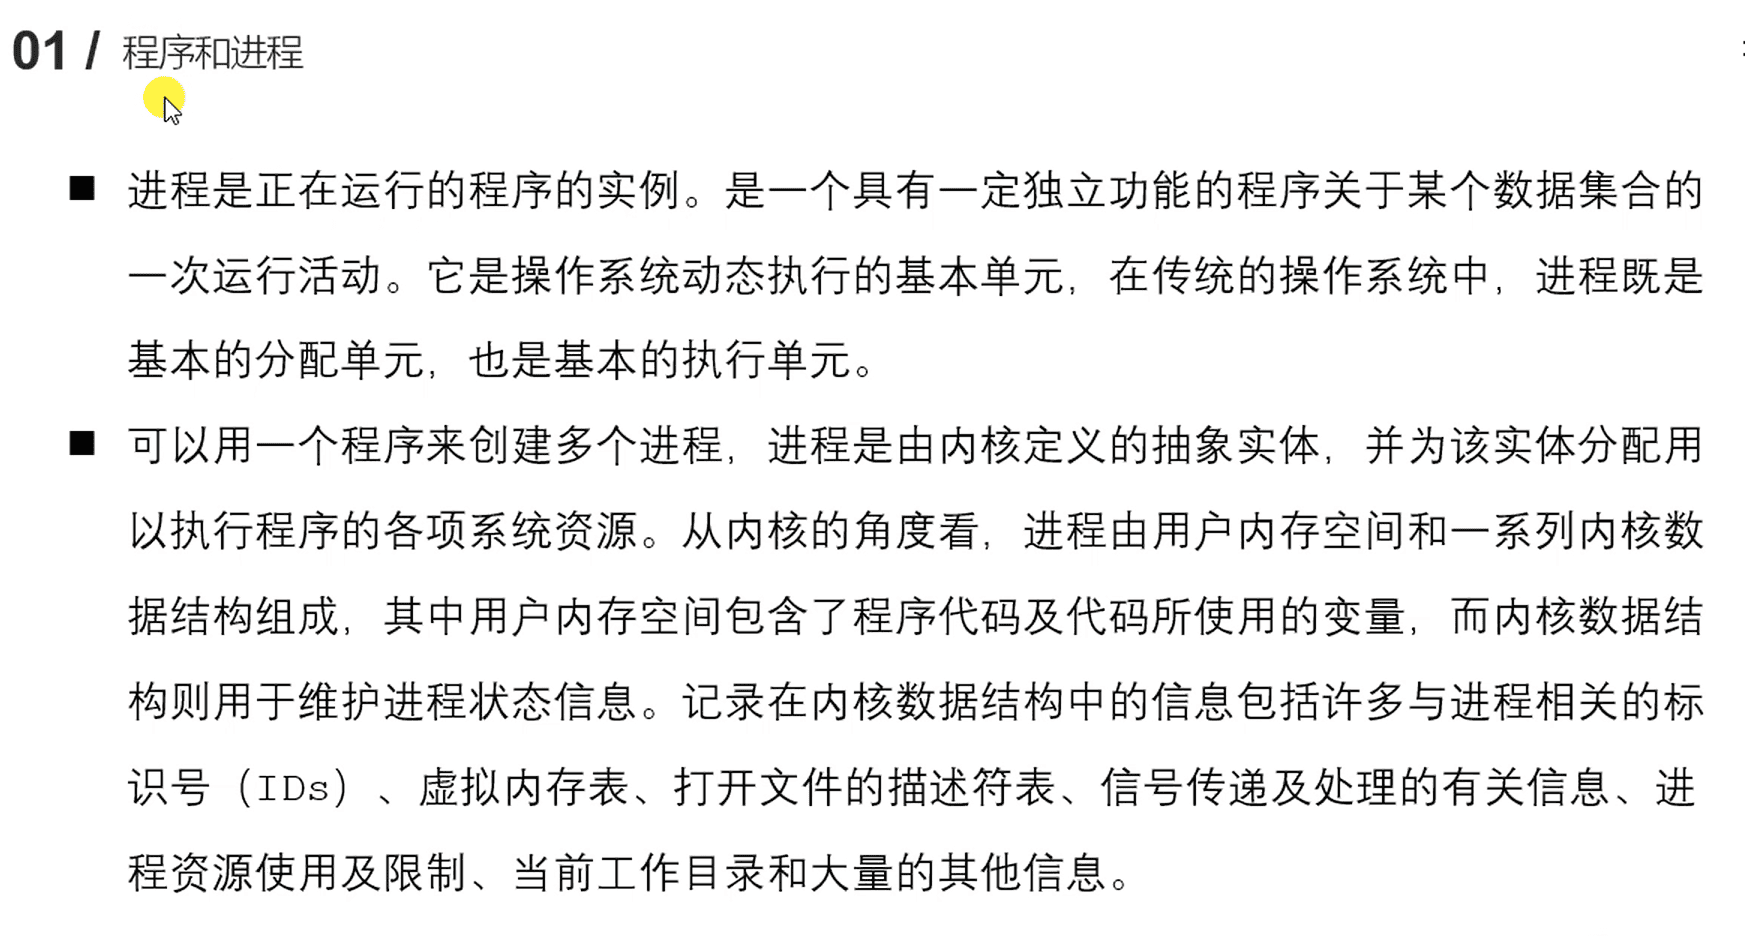 01 / 程序和进程
■ 进程是正在运行的程序的实例。是一个具有一定独立功能的程序关于某个数据集合的
一次运行活动。它是操作系统动态执行的基本单元，在传统的操作系统中，进程既是
基本的分配单元，也是基本的执行单元。
■ 可以用一个程序来创建多个进程，进程是由内核定义的抽象实体，并为该实体分配用
以执行程序的各项系统资源。从内核的角度看，进程由用户内存空间和一系列内核数
据结构组成，其中用户内存空间包含了程序代码及代码所使用的变量，而内核数据结
构则用于维护进程状态信息。记录在内核数据结构中的信息包括许多与进程相关的标
识号（IDs）、虚拟内存表、打开文件的描述符表、信号传递及处理的有关信息、进
程资源使用及限制、当前工作目录和大量的其他信息。